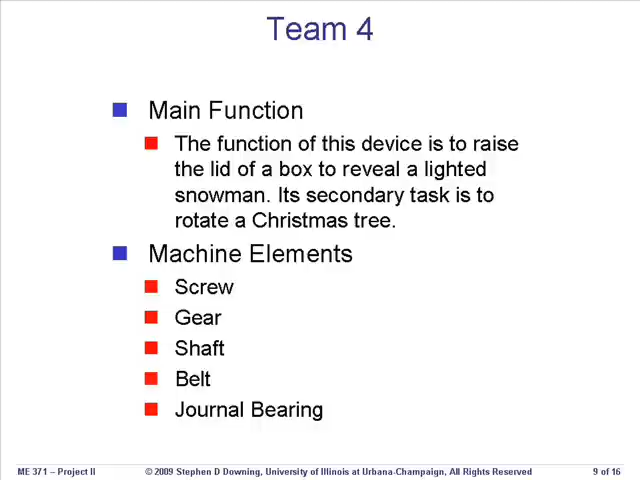 Team 4
Main Function
The function of this device is to raise
the lid of a box to reveal a lighted
snowman. Its secondary task is to
rotate a Christmas tree.
Machine Elements
Screw
Gear
Shaft
Belt
Journal Bearing
ME 371 – Project II © 2009 Stephen D Downing, University of Illinois at Urbana-Champaign, All Rights Reserved 9 of 16